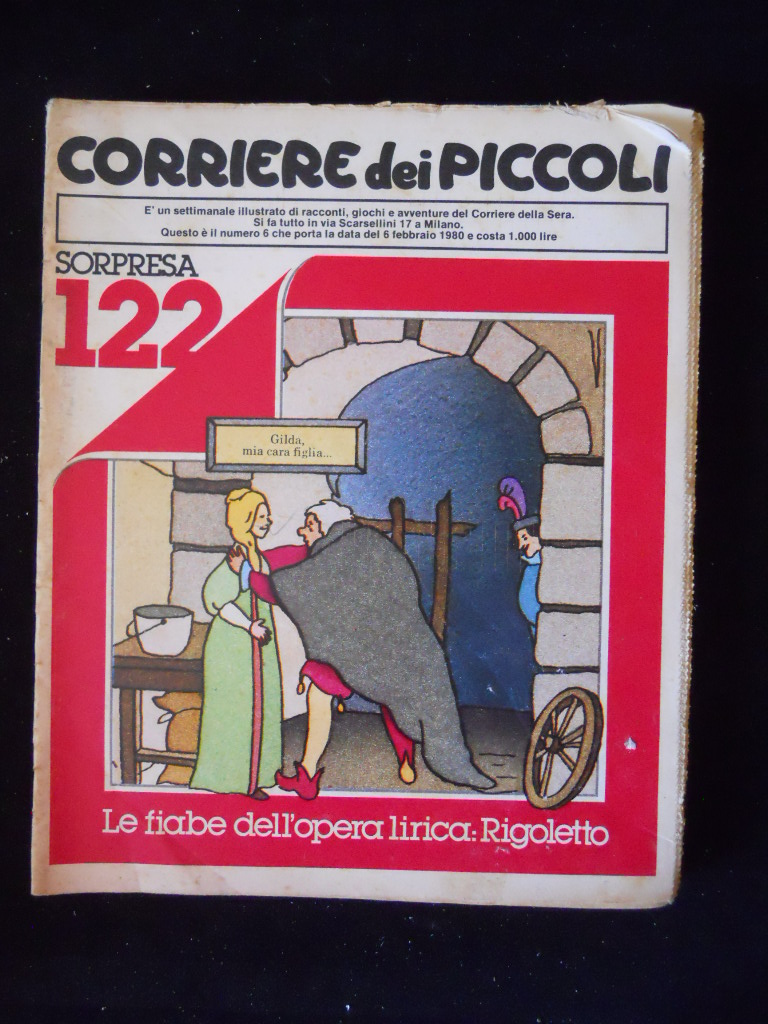 CORRIERE dei PICCOLI
E' un settimanale illustrato di racconti, giochi e avventure del Corriere della Sera.
Si fa tutto in via Scarsellini 17 a Milano.
Questo è il numero 6 che porta la data del 6 febbraio 1980 e costa 1.000 lire
SORPRESA
122
Gilda,
mia cara figlia...
Le fiabe dell'opera lirica: Rigoletto